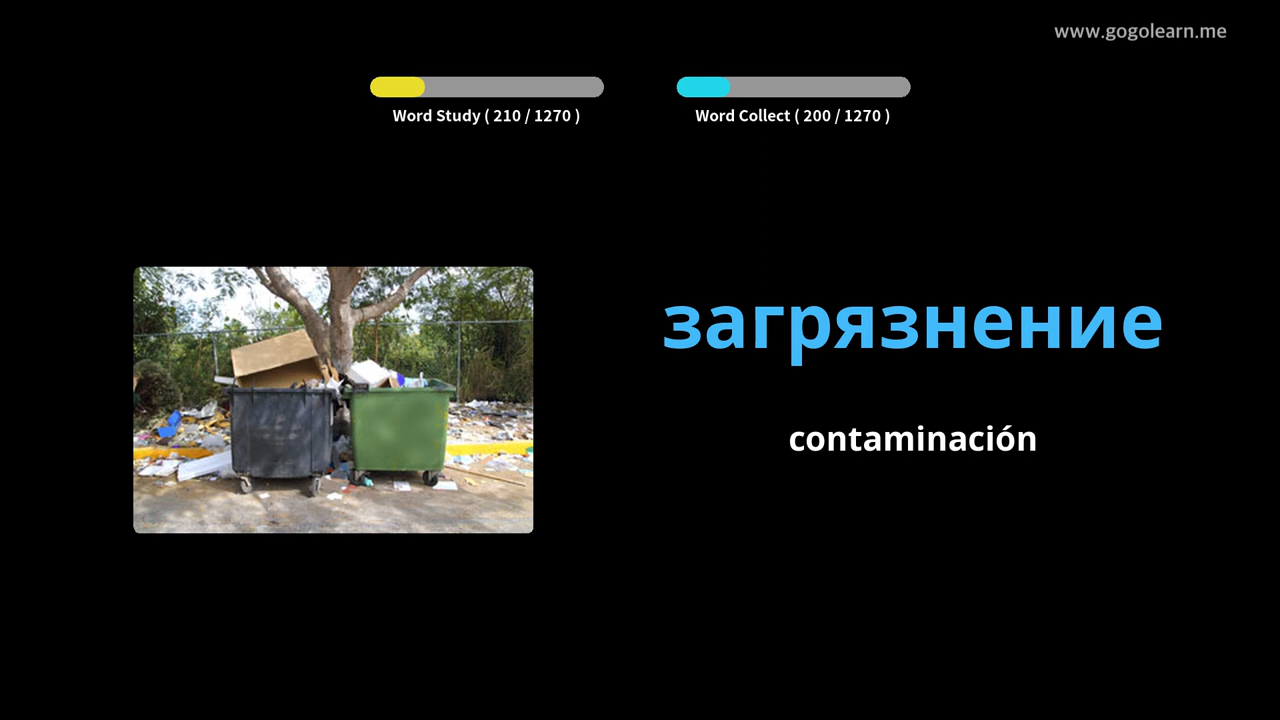 www.gogolearn.me
Word Study ( 210 / 1270 )
Word Collect ( 200 / 1270 )
загрязнение
contaminación